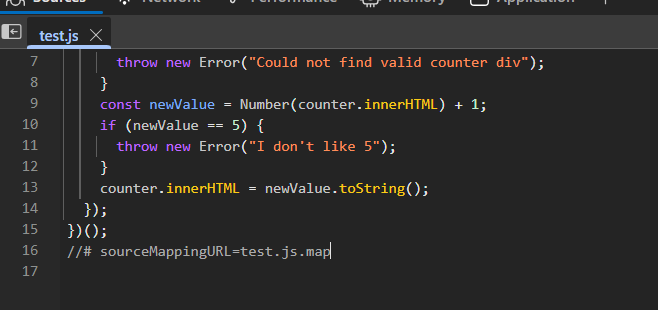 Sources Network Performance Memory Application
test.js
7 throw new Error("Could not find valid counter div");
8 }
9 const newValue = Number(counter.innerHTML) + 1;
10 if (newValue == 5) {
11 throw new Error("I don't like 5");
12 }
13 counter.innerHTML = newValue.toString();
14 });
15 })();
16 //# sourceMappingURL=test.js.map
17